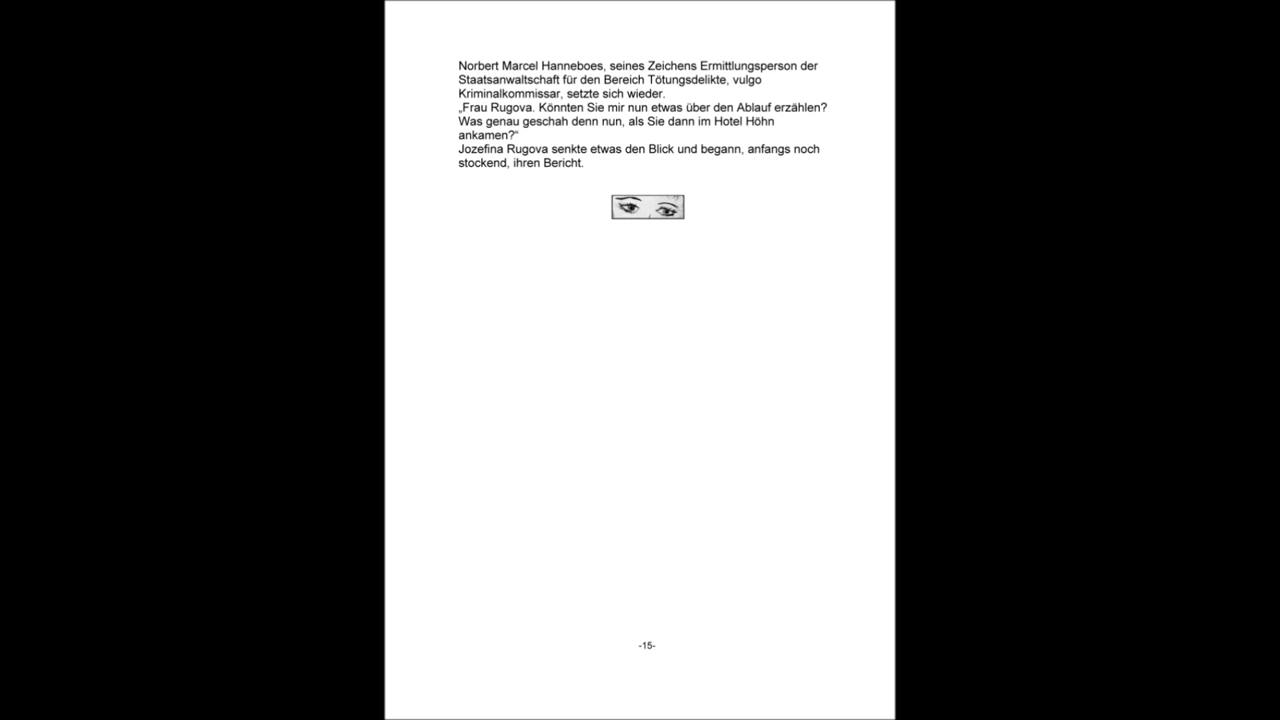 Norbert Marcel Hanneboes, seines Zeichens Ermittlungsperson der
Staatsanwaltschaft für den Bereich Tötungsdelikte, vulgo
Kriminalkommissar, setzte sich wieder.
„Frau Rugova. Könnten Sie mir nun etwas über den Ablauf erzählen?
Was genau geschah denn nun, als Sie dann im Hotel Höhn
ankamen?“
Jozefina Rugova senkte etwas den Blick und begann, anfangs noch
stockend, ihren Bericht.
-15-